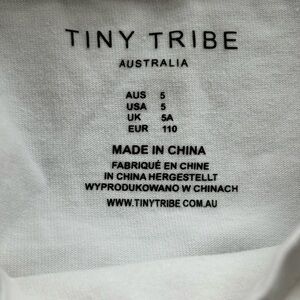 TINY TRIBE
AUSTRALIA
AUS 5
USA 5
UK 5A
EUR 110
MADE IN CHINA
FABRIQUÉ EN CHINE
IN CHINA HERGESTELLT
WYPRODUKOWANO W CHINACH
WWW.TINYTRIBE.COM.AU